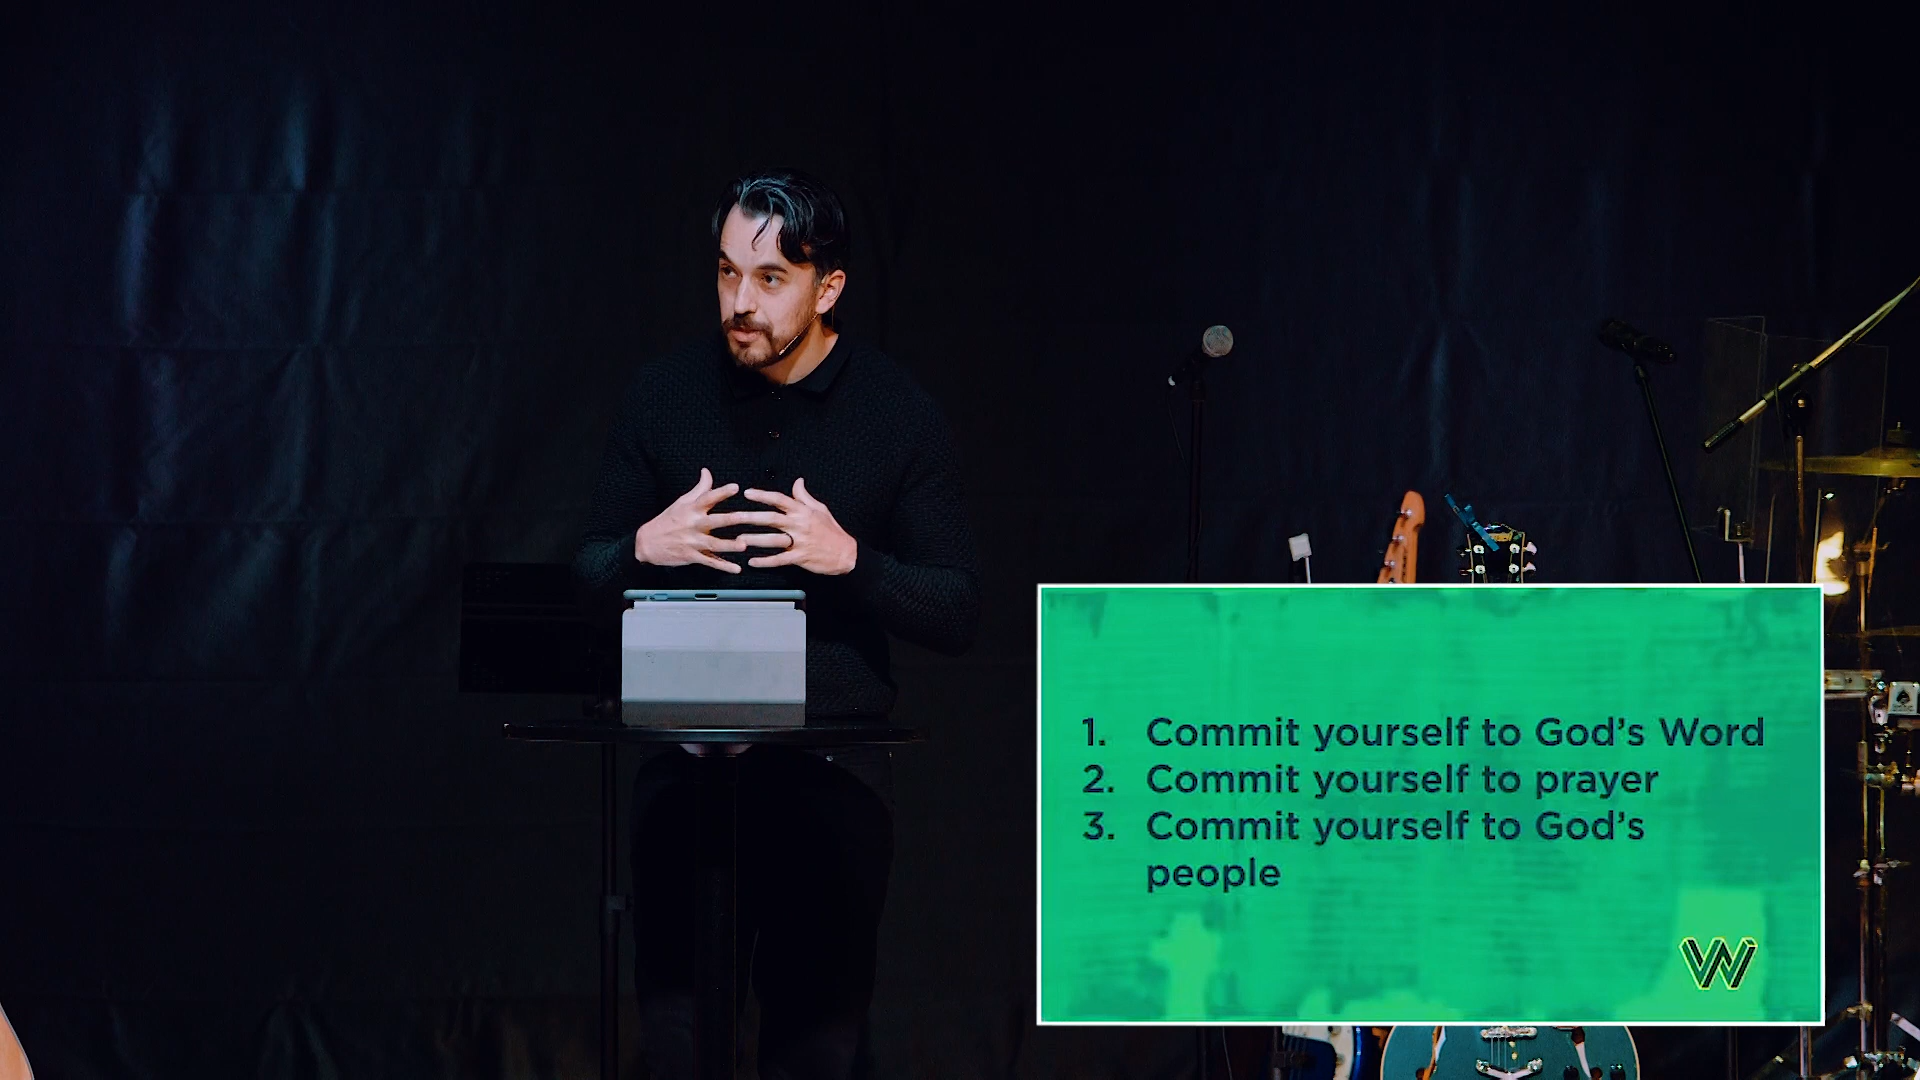 1. Commit yourself to God's Word
2. Commit yourself to prayer
3. Commit yourself to God's
people
W